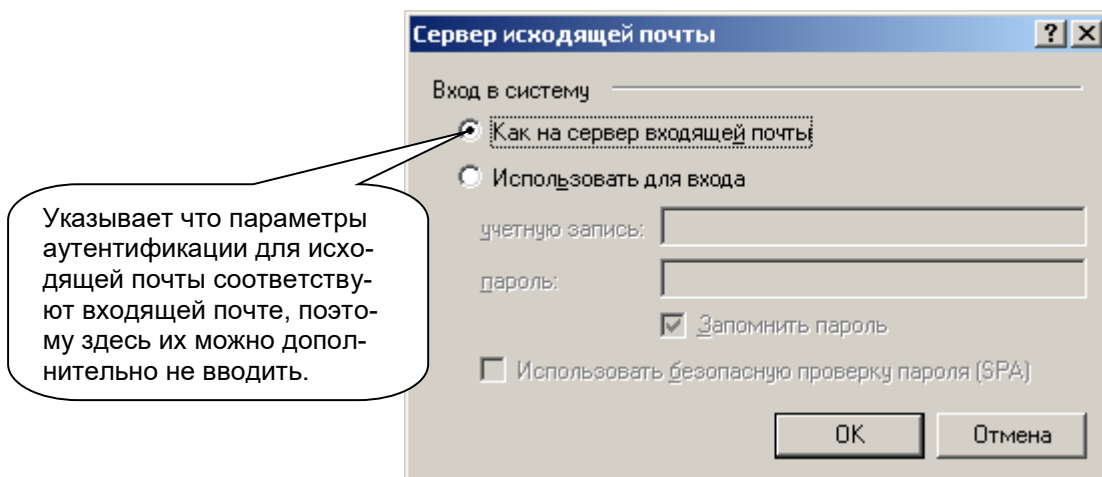 Сервер исходящей почты
Вход в систему
Как на сервер входящей почты
Использовать для входа
Указывает что параметры
аутентификации для исхо-
дящей почты соответству-
ют входящей почте, поэто-
му здесь их можно допол-
нительно не вводить.
учетную запись:
пароль:
Запомнить пароль
Использовать безопасную проверку пароля (SPA)
OK Отмена